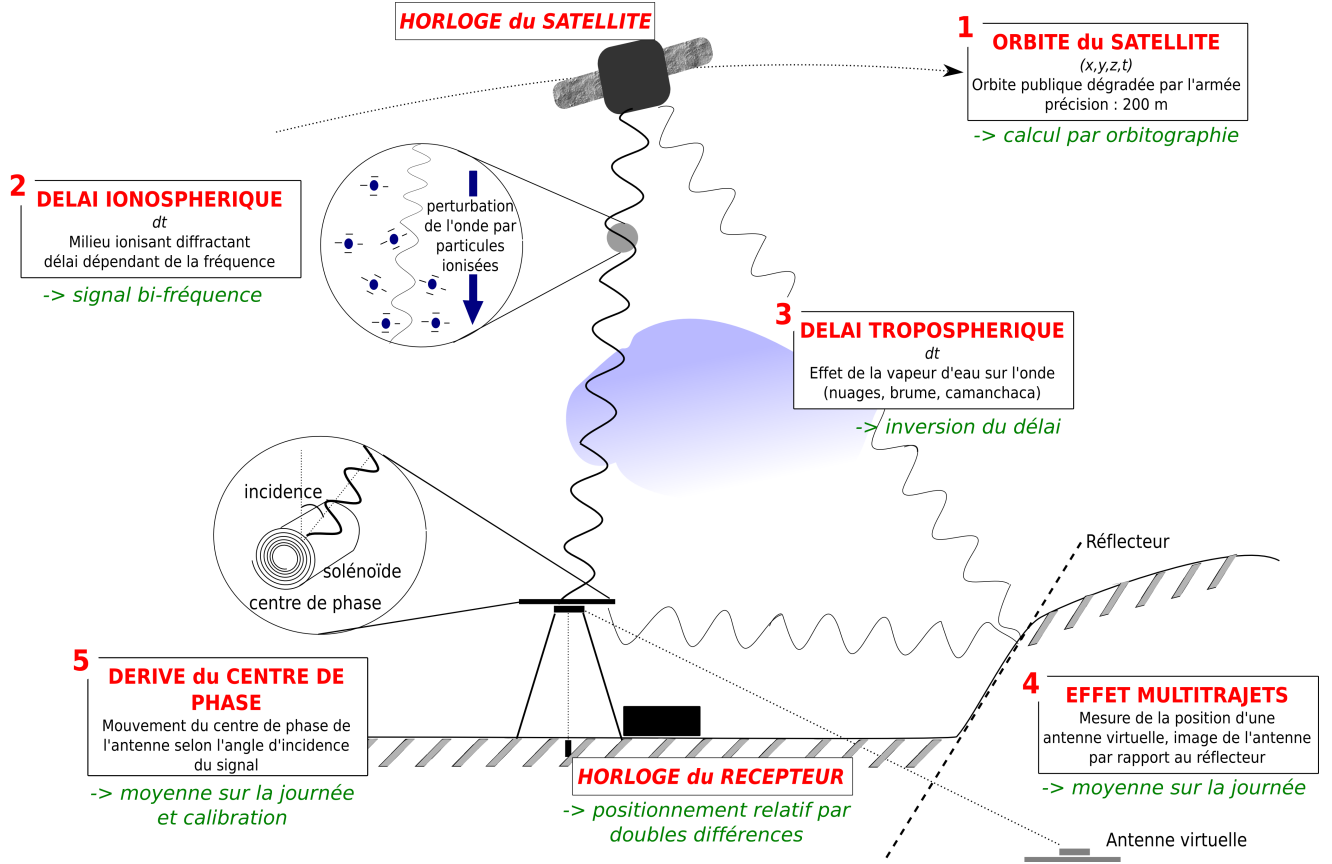 HORLOGE du SATELLITE
1
ORBITE du SATELLITE
(x,y,z,t)
Orbite publique dégradée par l'armée
précision : 200 m
-> calcul par orbitographie
2
DELAI IONOSPHERIQUE
dt
Milieu ionisant diffractant
délai dépendant de la fréquence
-> signal bi-fréquence
perturbation
de l'onde par
particules
ionisées
3
DELAI TROPOSPHERIQUE
dt
Effet de la vapeur d'eau sur l'onde
(nuages, brume, camanchaca)
-> inversion du délai
incidence
solénoïde
centre de phase
Réflecteur
5
DERIVE du CENTRE DE
PHASE
Mouvement du centre de phase de
l'antenne selon l'angle d'incidence
du signal
-> moyenne sur la journée
et calibration
HORLOGE du RECEPTEUR
-> positionnement relatif par
doubles différences
4
EFFET MULTITRAJETS
Mesure de la position d'une
antenne virtuelle, image de l'antenne
par rapport au réflecteur
-> moyenne sur la journée
Antenne virtuelle